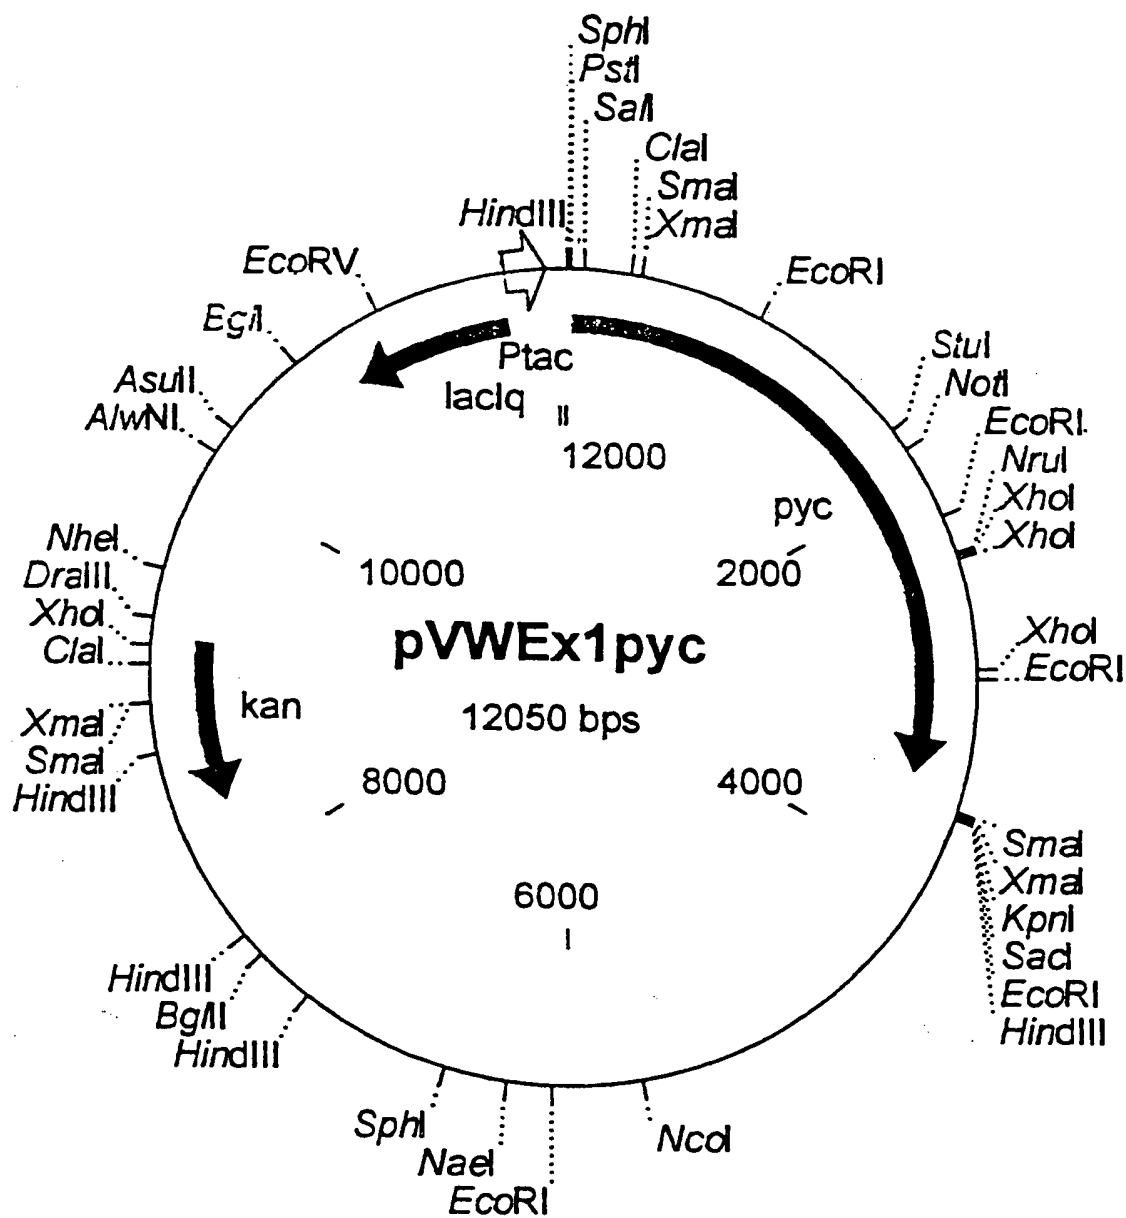 SphI
PstI
SalI
ClaI
SmaI
XmaI
HindIII
EcoRV
EcoRI
EglI
StuI
NotI
Ptac
AsuII
AlwNI
lacIq
EcoRI
12000
NruI
XhoI
XhoI
pyc
NheI
DraIII
10000
2000
XhoI
ClaI
pVWEx1pyc
XhoI
EcoRI
kan
12050 bps
XmaI
SmaI
HindIII
8000
4000
SmaI
XmaI
KpnI
SacI
EcoRI
HindIII
6000
HindIII
BglII
HindIII
SphI
NaeI
EcoRI
NcoI